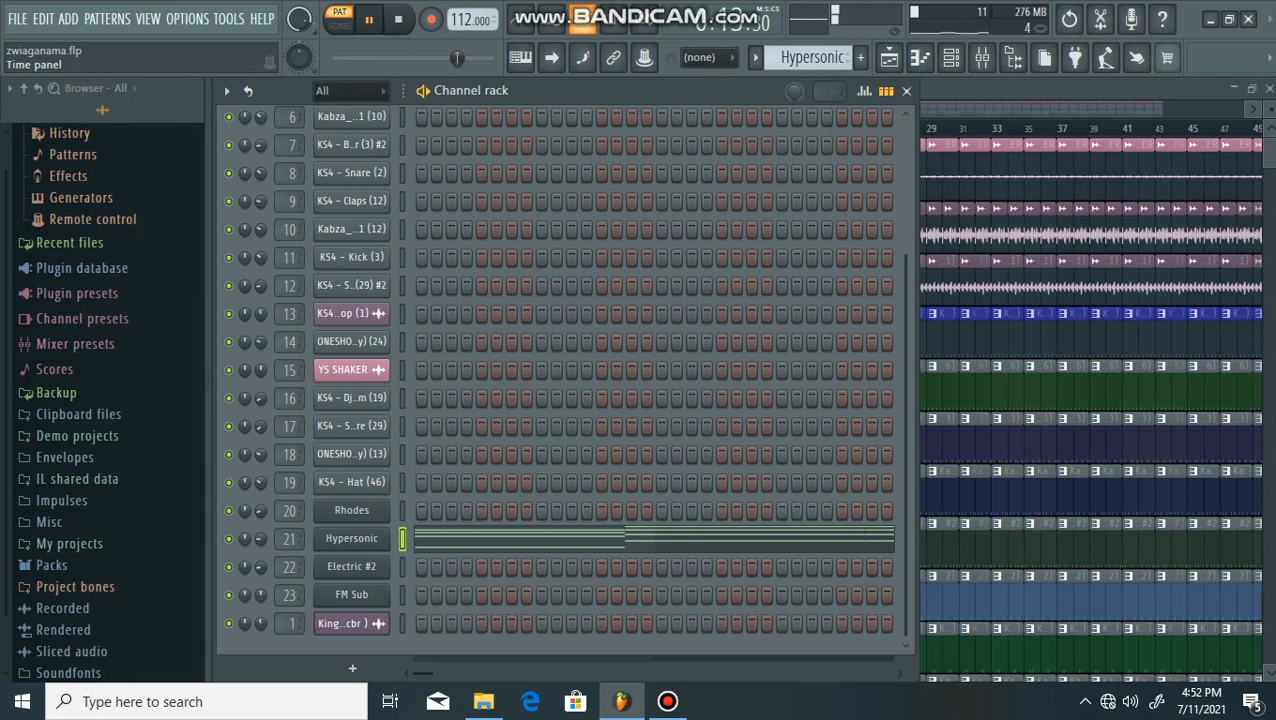 FILE EDIT ADD PATTERNS VIEW OPTIONS TOOLS HELP
PAT
SONG
112.000
www.BANDICAM.com
M:S:CS
11
276 MB
4
zwiaganama.flp
Time panel
(none)
Hypersonic
Browser - All
All
Channel rack
History
Patterns
Effects
Generators
Remote control
Recent files
Plugin database
Plugin presets
Channel presets
Mixer presets
Scores
Backup
Clipboard files
Demo projects
Envelopes
IL shared data
Impulses
Misc
My projects
Packs
Project bones
Recorded
Rendered
Sliced audio
Soundfonts
6 Kabza_...1 (10)
7 KS4 - B..r (3) #2
8 KS4 - Snare (2)
9 KS4 - Claps (12)
10 Kabza_...1 (12)
11 KS4 - Kick (3)
12 KS4 - S..(29) #2
13 KS4..op (1)
14 ONESHO..y) (24)
15 YS SHAKER
16 KS4 - Dj..m (19)
17 KS4 - S..re (29)
18 ONESHO..y) (13)
19 KS4 - Hat (46)
20 Rhodes
21 Hypersonic
22 Electric #2
23 FM Sub
1 King..cbr )
29 31 33 35 37 39 41 43 45 47 49
Type here to search
4:52 PM
7/11/2021
5